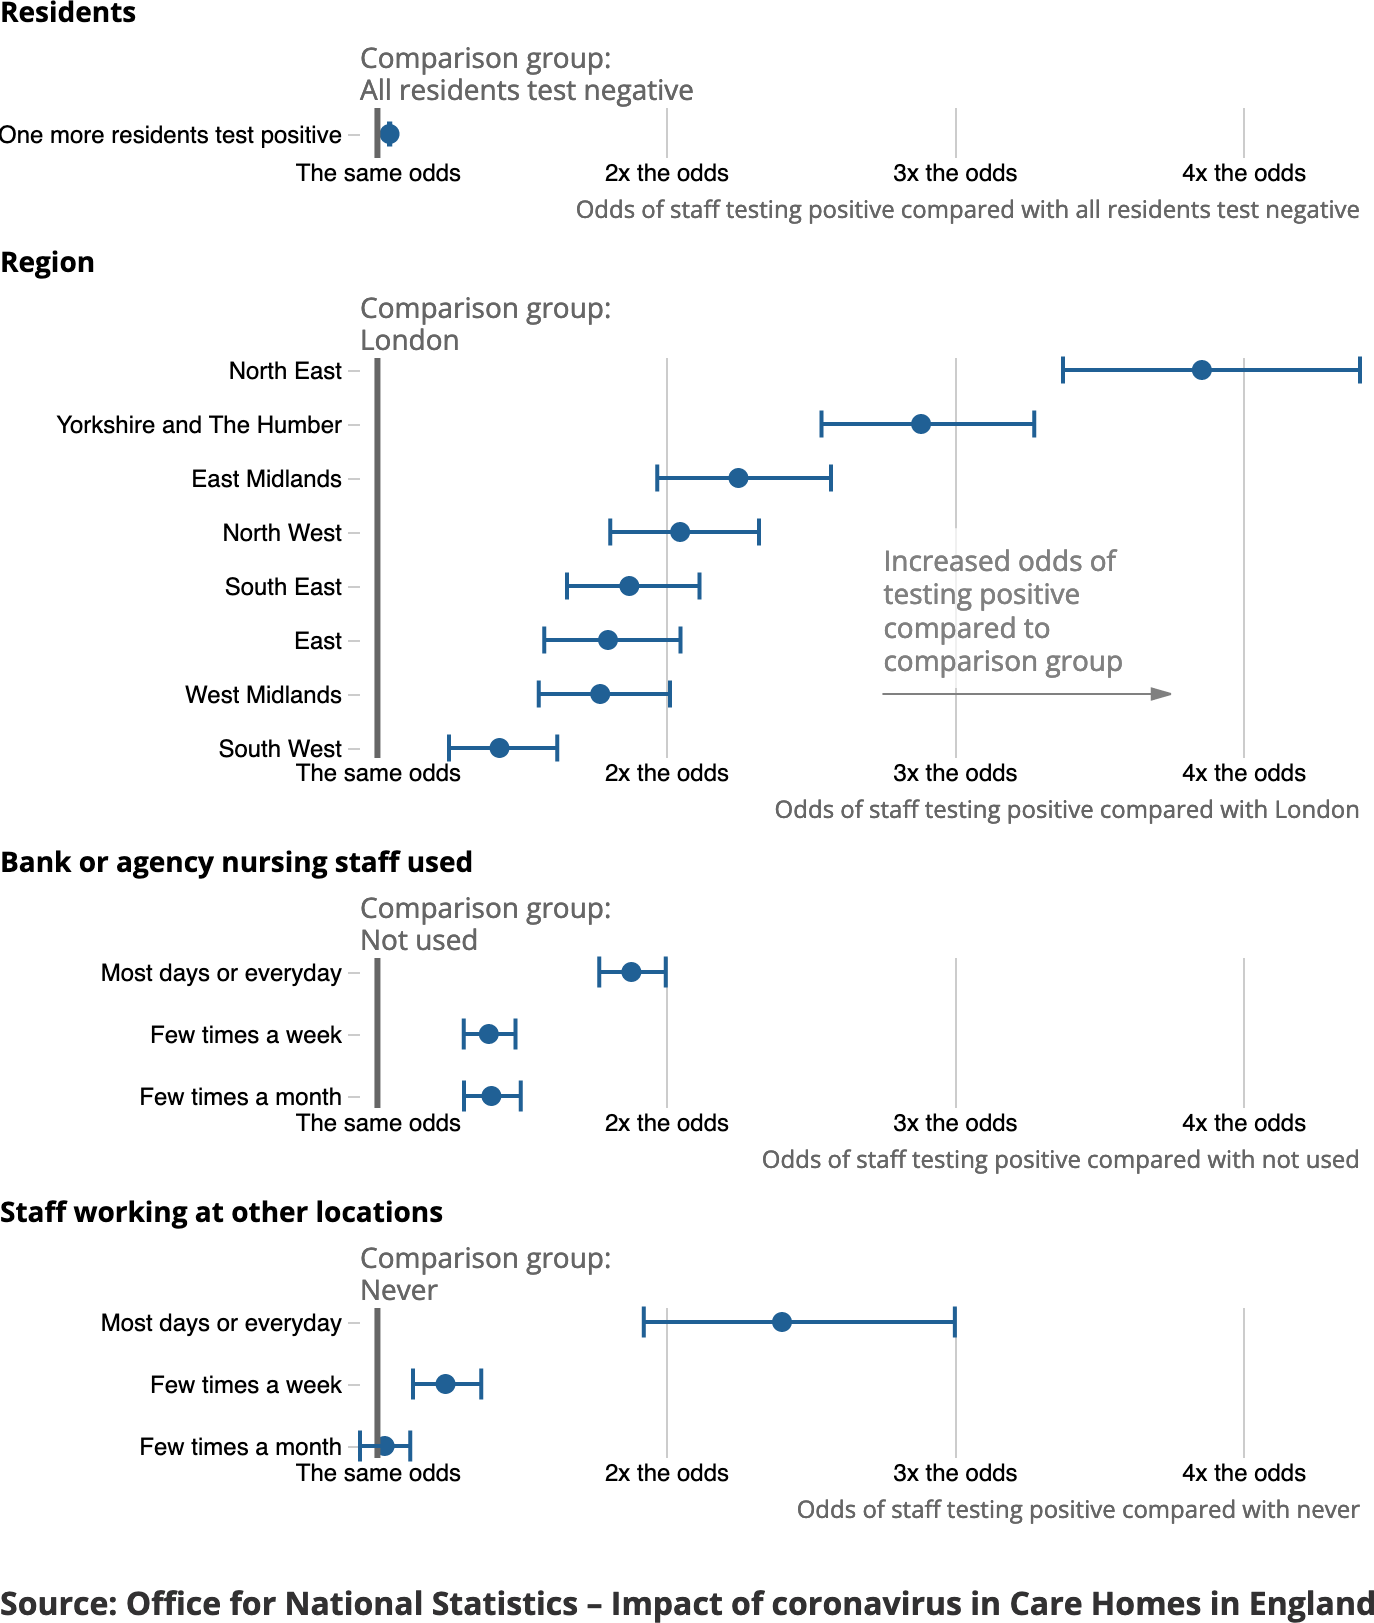 Residents
Comparison group:
All residents test negative
One more residents test positive
The same odds 2x the odds 3x the odds 4x the odds
Odds of staff testing positive compared with all residents test negative
Region
Comparison group:
London
North East
Yorkshire and The Humber
East Midlands
North West
South East
East
West Midlands
South West
Increased odds of
testing positive
compared to
comparison group
The same odds 2x the odds 3x the odds 4x the odds
Odds of staff testing positive compared with London
Bank or agency nursing staff used
Comparison group:
Not used
Most days or everyday
Few times a week
Few times a month
The same odds 2x the odds 3x the odds 4x the odds
Odds of staff testing positive compared with not used
Staff working at other locations
Comparison group:
Never
Most days or everyday
Few times a week
Few times a month
The same odds 2x the odds 3x the odds 4x the odds
Odds of staff testing positive compared with never
Source: Office for National Statistics – Impact of coronavirus in Care Homes in England